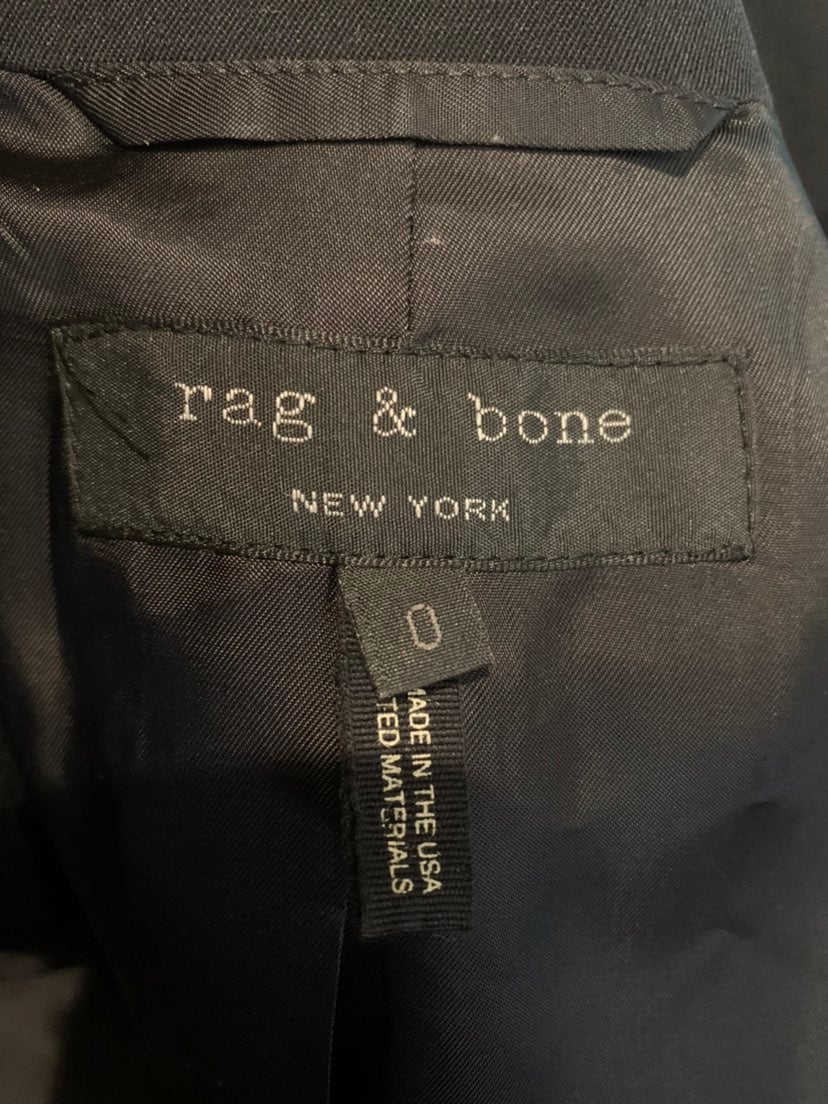 rag & bone
NEW YORK
0
MADE IN THE USA
TED MATERIALS